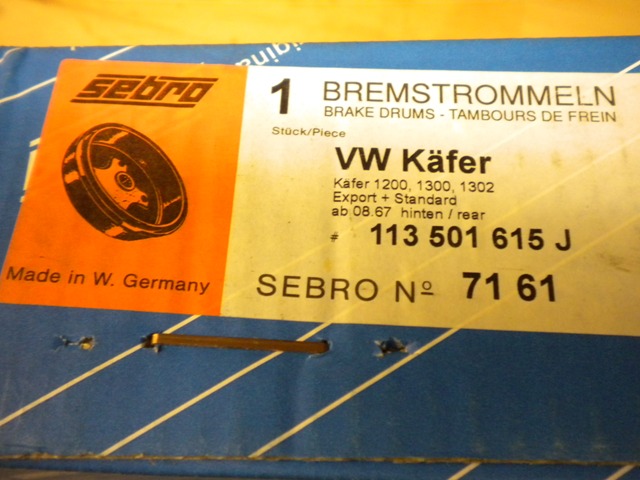 sebro
1 BREMSTROMMELN
BRAKE DRUMS - TAMBOURS DE FREIN
Stück/Piece
VW Käfer
Käfer 1200, 1300, 1302
Export + Standard
ab 08.67 hinten / rear
# 113 501 615 J
Made in W. Germany
SEBRO Nº 71 61